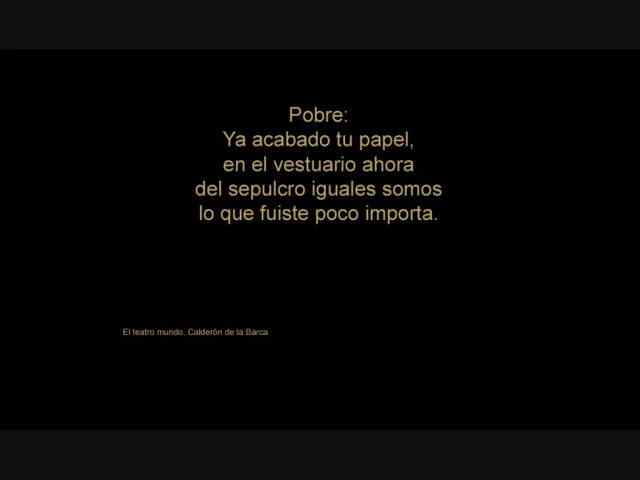 Pobre:
Ya acabado tu papel,
en el vestuario ahora
del sepulcro iguales somos
lo que fuiste poco importa.
El teatro mundo, Calderón de la Barca